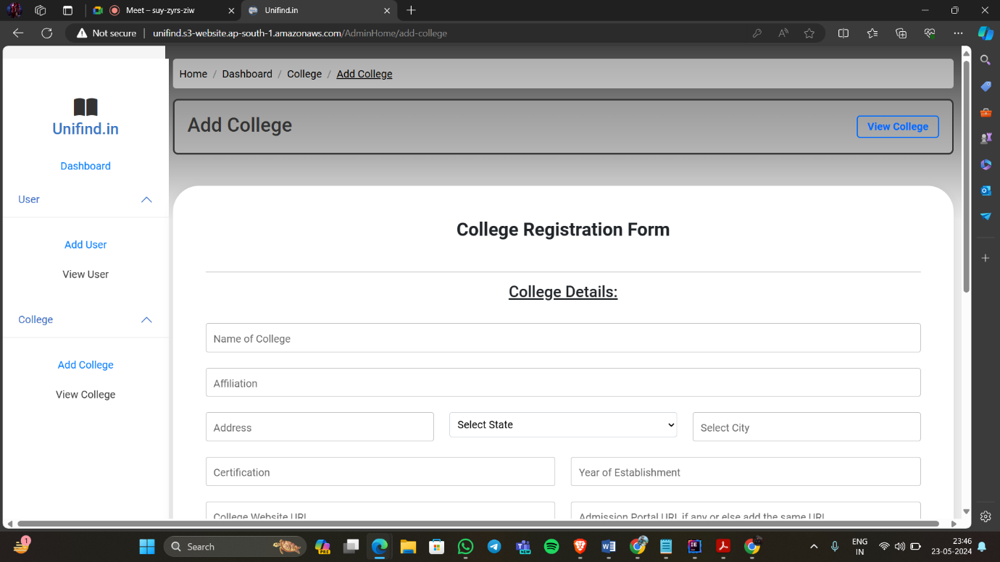 Meet – suy-zyrs-ziw
Unifind.in
Not secure
unifind.s3-website.ap-south-1.amazonaws.com/AdminHome/add-college
Home / Dashboard / College / Add College
Unifind.in
Dashboard
User
Add User
View User
College
Add College
View College
Add College
View College
College Registration Form
College Details:
Name of College
Affiliation
Address
Select State
Select City
Certification
Year of Establishment
College Website URL
Admission Portal URL if any or else add the same URL
1
Search
PRE
NEW
ENG
IN
23:46
23-05-2024